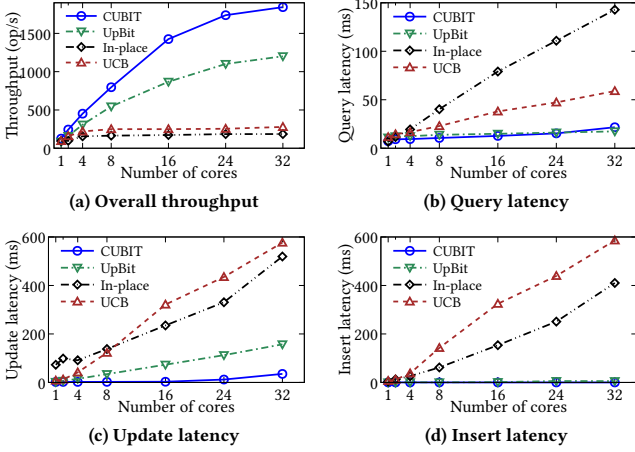 CUBIT
UpBit
In-place
UCB
Throughput (op/s)
1500
1000
500
0
1 4 8 16 24 32
Number of cores
(a) Overall throughput
CUBIT
UpBit
In-place
UCB
Query latency (ms)
150
100
50
0
1 4 8 16 24 32
Number of cores
(b) Query latency
CUBIT
UpBit
In-place
UCB
Update latency (ms)
600
400
200
0
1 4 8 16 24 32
Number of cores
(c) Update latency
CUBIT
UpBit
In-place
UCB
Insert latency (ms)
600
400
200
0
1 4 8 16 24 32
Number of cores
(d) Insert latency